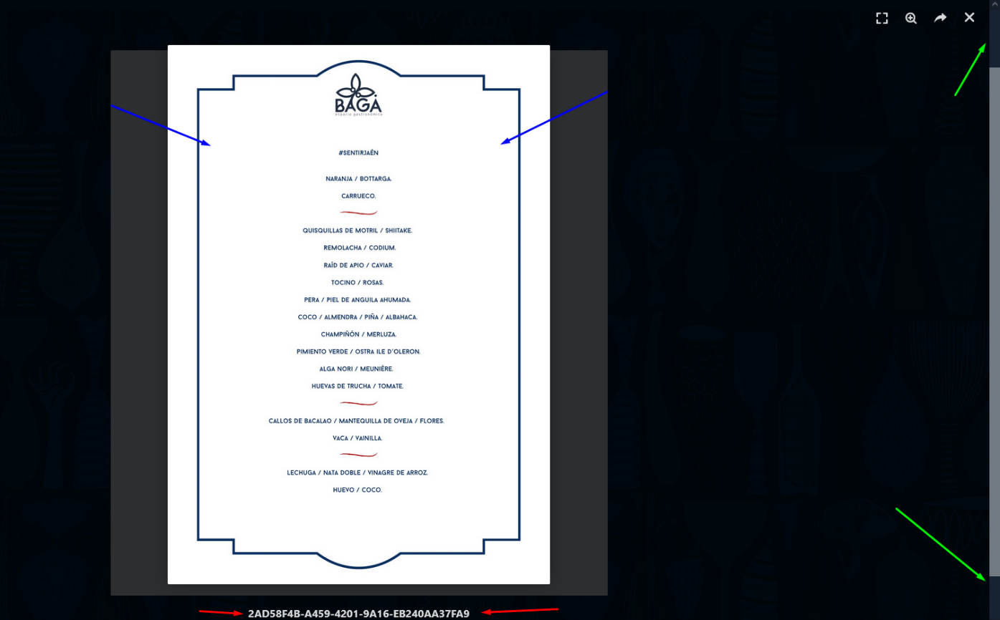 BAGÁ
espacio gastronómico
#SENTIRJAÉN
NARANJA / BOTTARGA.
CARRUECO.
QUISQUILLAS DE MOTRIL / SHIITAKE.
REMOLACHA / CODIUM.
RAÍD DE APIO / CAVIAR.
TOCINO / ROSAS.
PERA / PIEL DE ANGUILA AHUMADA.
COCO / ALMENDRA / PIÑA / ALBAHACA.
CHAMPIÑÓN / MERLUZA.
PIMIENTO VERDE / OSTRA ILE D'OLERON.
ALGA NORI / MEUNIÈRE.
HUEVAS DE TRUCHA / TOMATE.
CALLOS DE BACALAO / MANTEQUILLA DE OVEJA / FLORES.
VACA / VAINILLA.
LECHUGA / NATA DOBLE / VINAGRE DE ARROZ.
HUEVO / COCO.
2AD58F4B-A459-4201-9A16-EB240AA37FA9